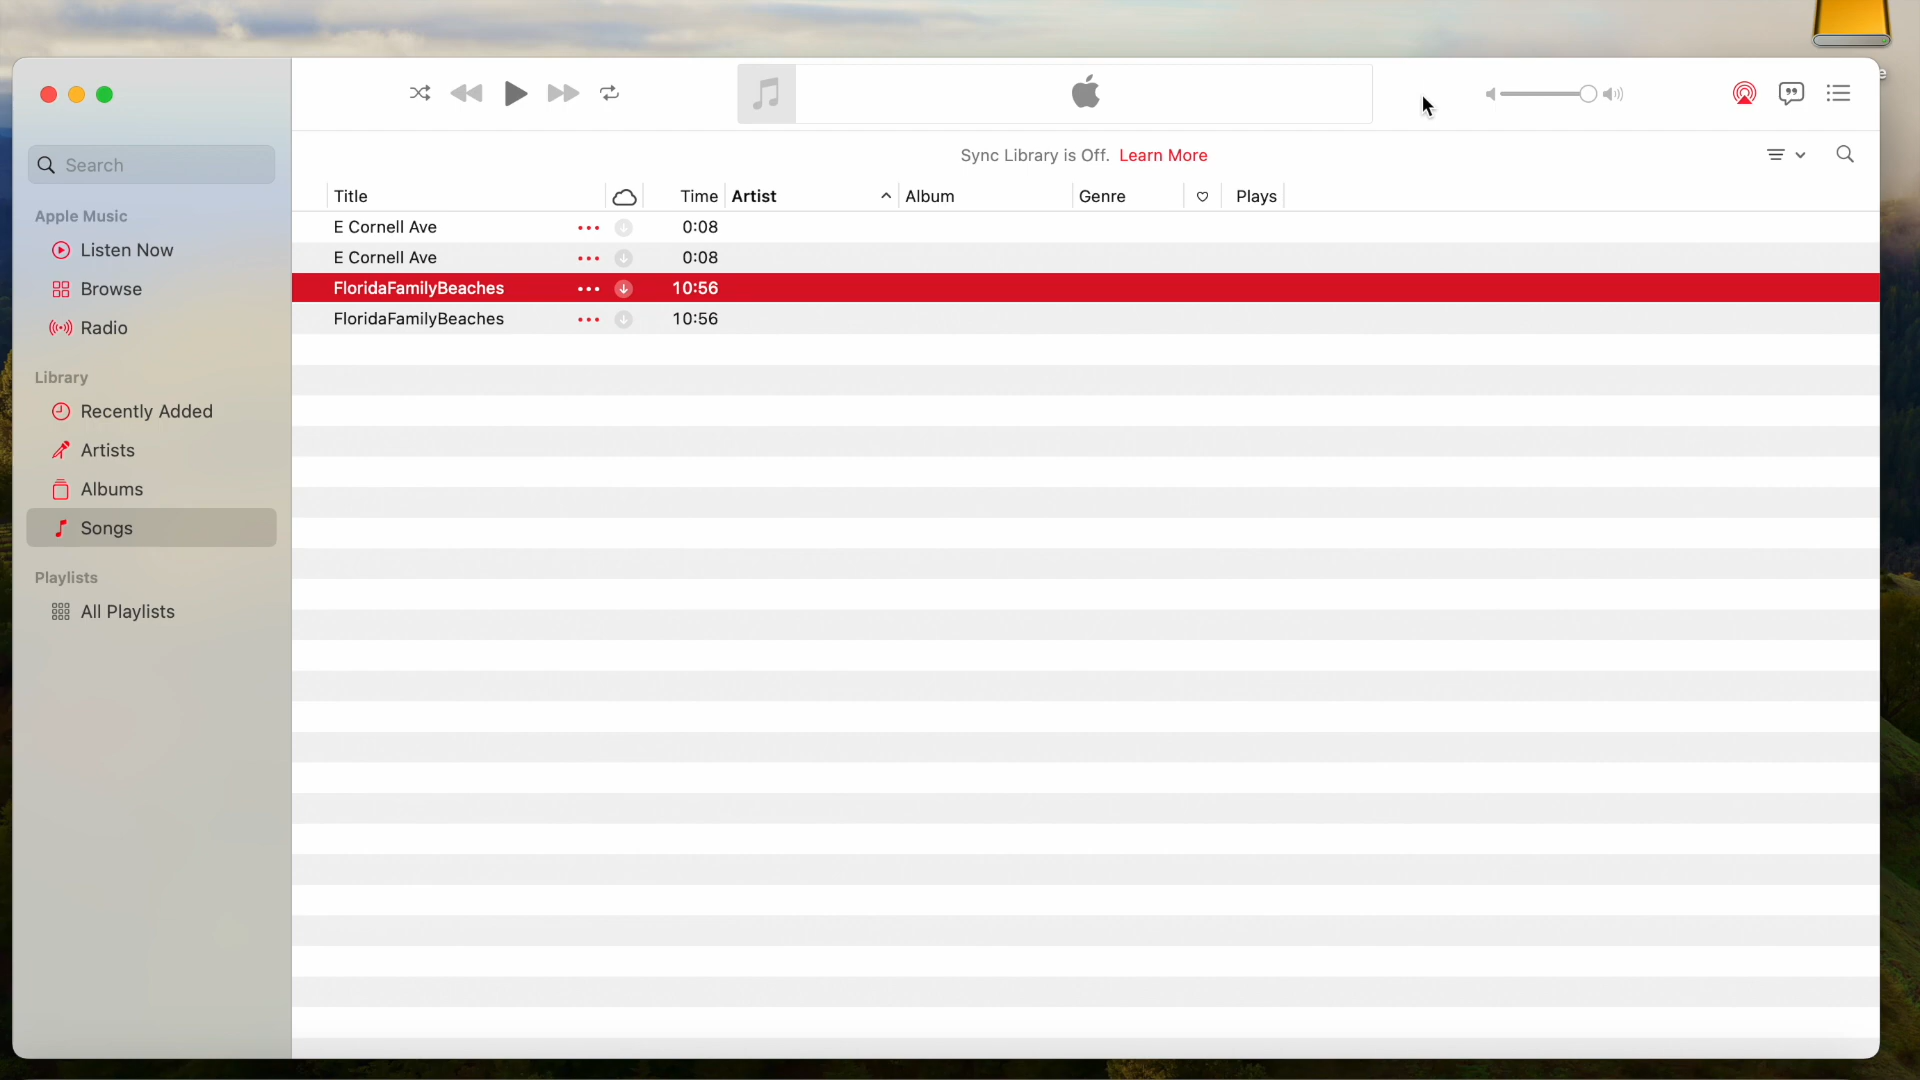 e
Search
Sync Library is Off. Learn More
Title Time Artist Album Genre Plays
Apple Music
E Cornell Ave ... 0:08
Listen Now
E Cornell Ave ... 0:08
Browse
FloridaFamilyBeaches ... 10:56
Radio
FloridaFamilyBeaches ... 10:56
Library
Recently Added
Artists
Albums
Songs
Playlists
All Playlists